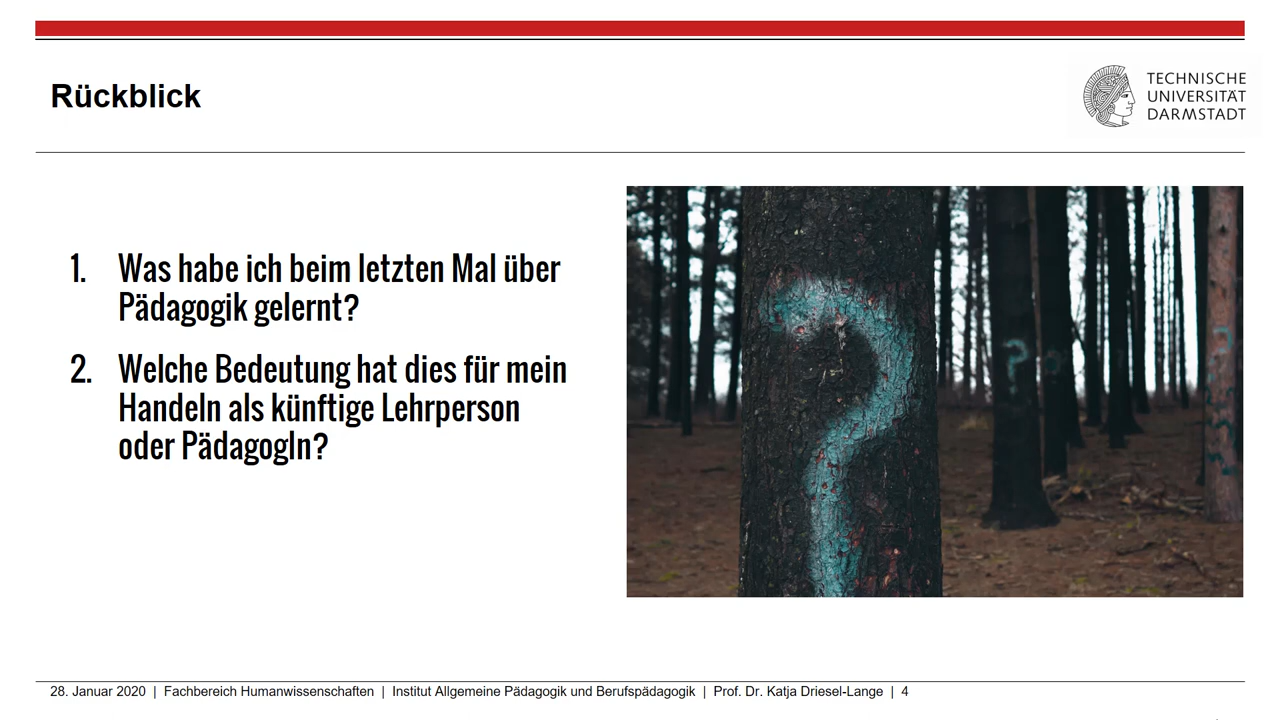 Rückblick
TECHNISCHE
UNIVERSITÄT
DARMSTADT
1. Was habe ich beim letzten Mal über
Pädagogik gelernt?
2. Welche Bedeutung hat dies für mein
Handeln als künftige Lehrperson
oder PädagogIn?
?
?
?
28. Januar 2020 | Fachbereich Humanwissenschaften | Institut Allgemeine Pädagogik und Berufspädagogik | Prof. Dr. Katja Driesel-Lange | 4